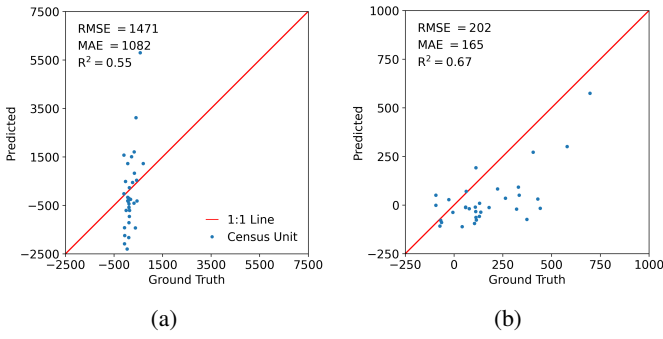 RMSE = 1471
MAE = 1082
R² = 0.55
7500
5500
3500
1500
−500
−2500
Predicted
1:1 Line
Census Unit
−2500 −500 1500 3500 5500 7500
Ground Truth
(a)
RMSE = 202
MAE = 165
R² = 0.67
1000
750
500
250
0
−250
Predicted
−250 0 250 500 750 1000
Ground Truth
(b)